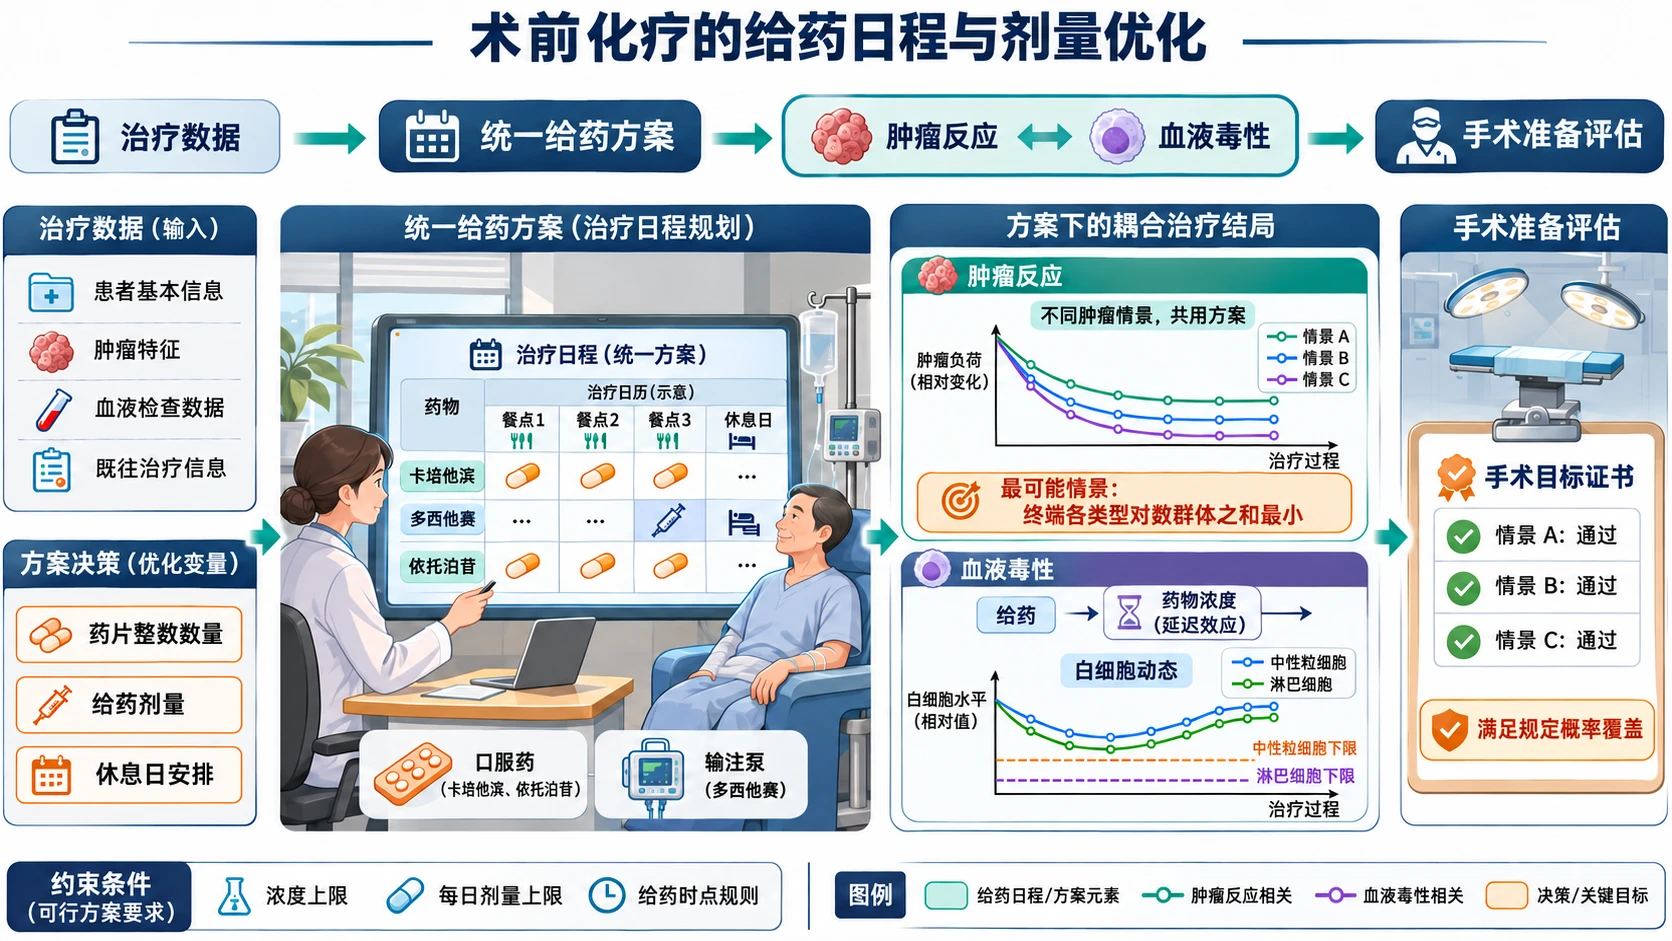 术前化疗的给药日程与剂量优化
治疗数据
统一给药方案
肿瘤反应
血液毒性
手术准备评估
治疗数据（输入）
患者基本信息
肿瘤特征
血液检查数据
既往治疗信息
方案决策（优化变量）
药片整数数量
给药剂量
休息日安排
统一给药方案（治疗日程规划）
治疗日程（统一方案）
药物
治疗日历（示意）
餐点1
餐点2
餐点3
休息日
卡培他滨
...
多西他赛
...
...
依托泊苷
...
口服药
（卡培他滨、依托泊苷）
输注泵
（多西他赛）
方案下的耦合治疗结局
肿瘤反应
不同肿瘤情景，共用方案
肿瘤负荷
（相对变化）
情景 A
情景 B
情景 C
治疗过程
最可能情景：
终端各类型对数群体之和最小
血液毒性
给药
药物浓度
（延迟效应）
白细胞动态
中性粒细胞
淋巴细胞
白细胞水平
（相对值）
中性粒细胞下限
淋巴细胞下限
治疗过程
手术准备评估
手术目标证书
情景 A：通过
情景 B：通过
情景 C：通过
满足规定概率覆盖
约束条件
（可行方案要求）
浓度上限
每日剂量上限
给药时点规则
图例
给药日程/方案元素
肿瘤反应相关
血液毒性相关
决策/关键目标